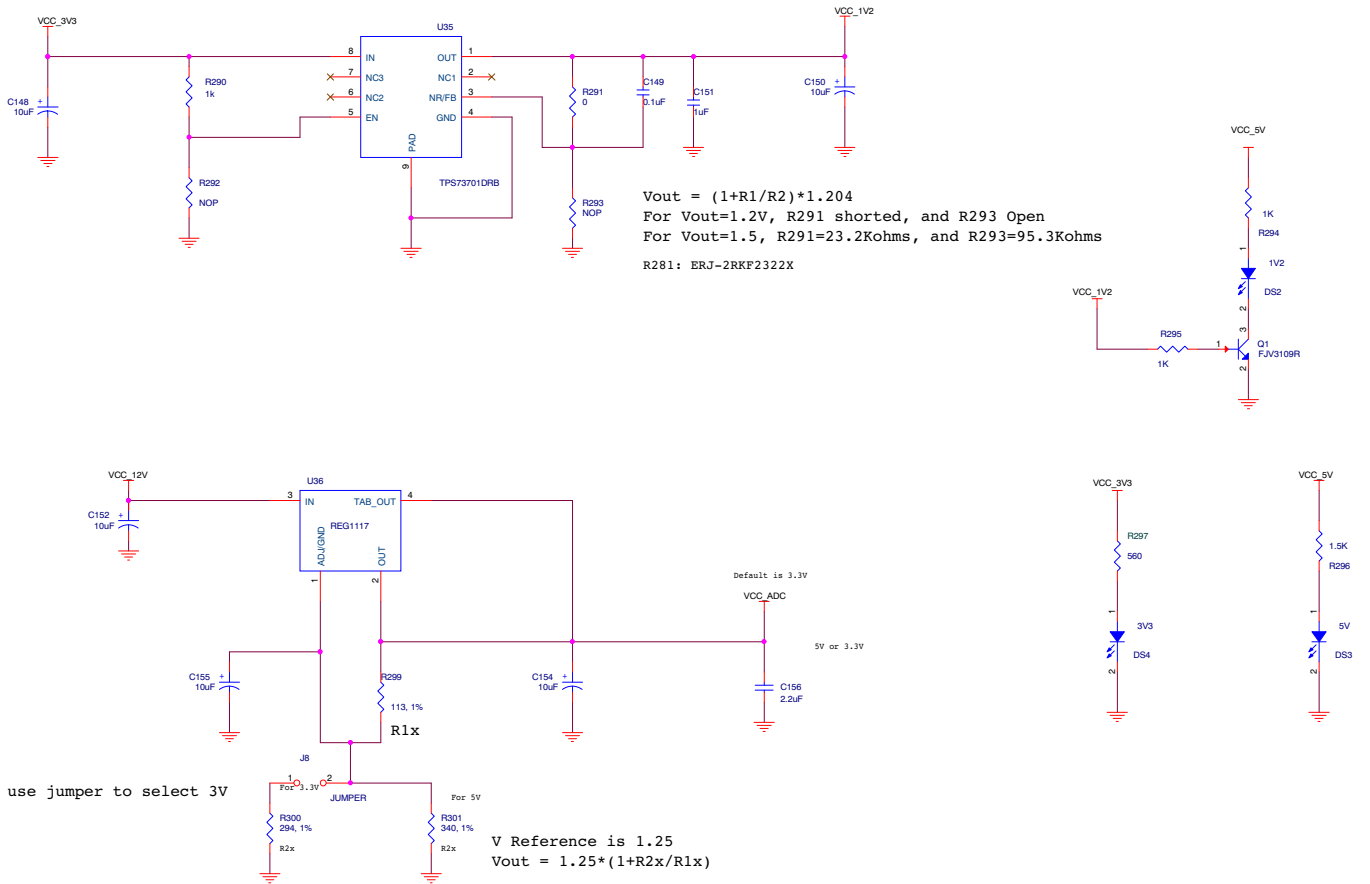 VCC_3V3
C148
+
10uF
R290
1k
R292
NOP
U35
8
IN
7
NC3
6
NC2
5
EN
OUT
1
NC1
2
NR/FB
3
GND
4
PAD
9
TPS73701DRB
R291
0
C149
0.1uF
C151
1uF
R293
NOP
VCC_1V2
C150
+
10uF
Vout = (1+R1/R2)*1.204
For Vout=1.2V, R291 shorted, and R293 Open
For Vout=1.5, R291=23.2Kohms, and R293=95.3Kohms
R281: ERJ-2RKF2322X
VCC_5V
1K
R294
1
1V2
DS2
2
VCC_1V2
R295
1K
1
3
Q1
FJV3109R
2
VCC_12V
C152
+
10uF
U36
3
IN
TAB_OUT
4
REG1117
ADJ/GND
OUT
1
2
C155
+
10uF
R299
113, 1%
R1x
C154
+
10uF
Default is 3.3V
VCC_ADC
5V or 3.3V
C156
2.2uF
J8
1
2
For 3.3V
JUMPER
use jumper to select 3V
R300
294, 1%
R2x
For 5V
R301
340, 1%
R2x
V Reference is 1.25
Vout = 1.25*(1+R2x/R1x)
VCC_3V3
R297
560
1
3V3
DS4
2
VCC_5V
1.5K
R296
1
5V
DS3
2